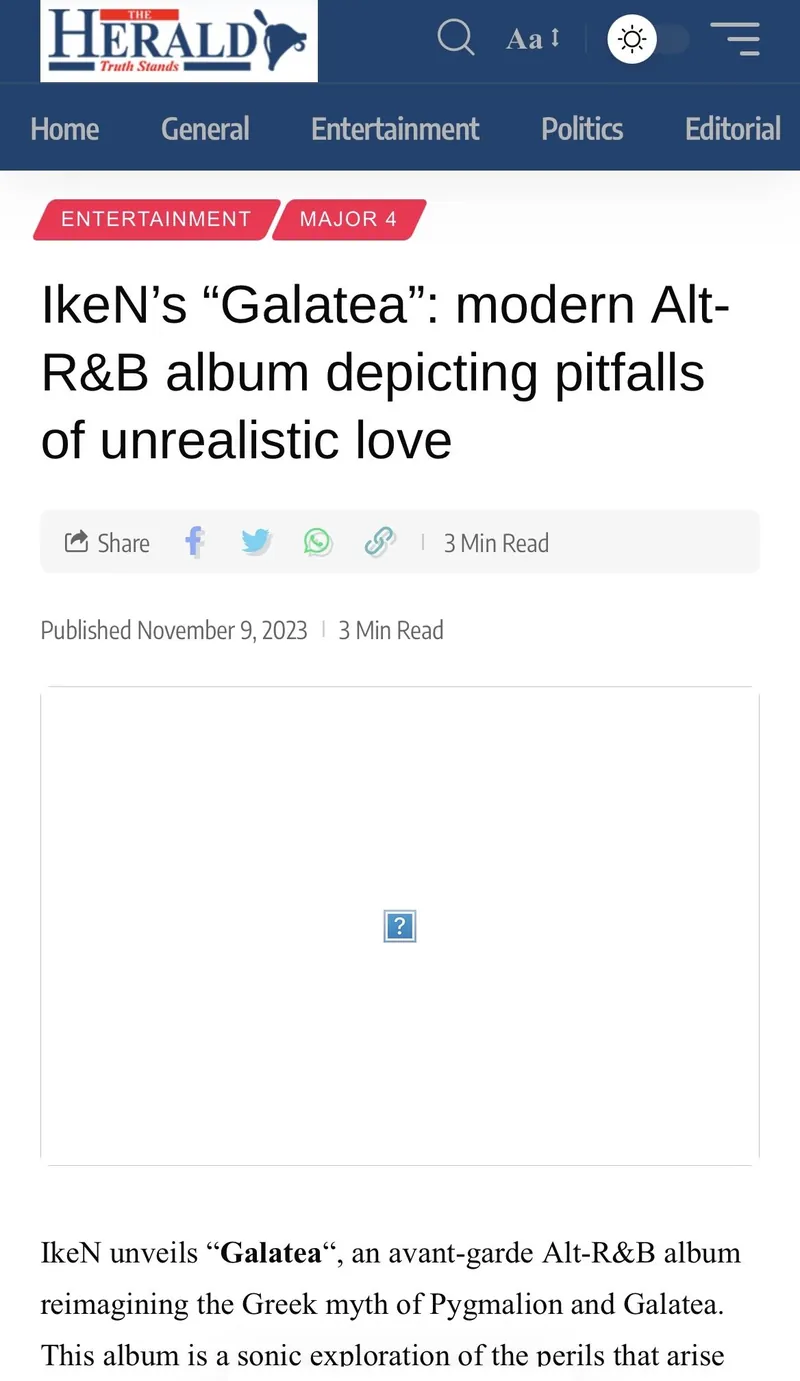 THE
HERALD
Truth Stands
Aa
Home General Entertainment Politics Editorial
ENTERTAINMENT MAJOR 4
IkeN’s “Galatea”: modern Alt-
R&B album depicting pitfalls
of unrealistic love
Share 3 Min Read
Published November 9, 2023 3 Min Read
?
IkeN unveils “Galatea“, an avant-garde Alt-R&B album
reimagining the Greek myth of Pygmalion and Galatea.
This album is a sonic exploration of the perils that arise